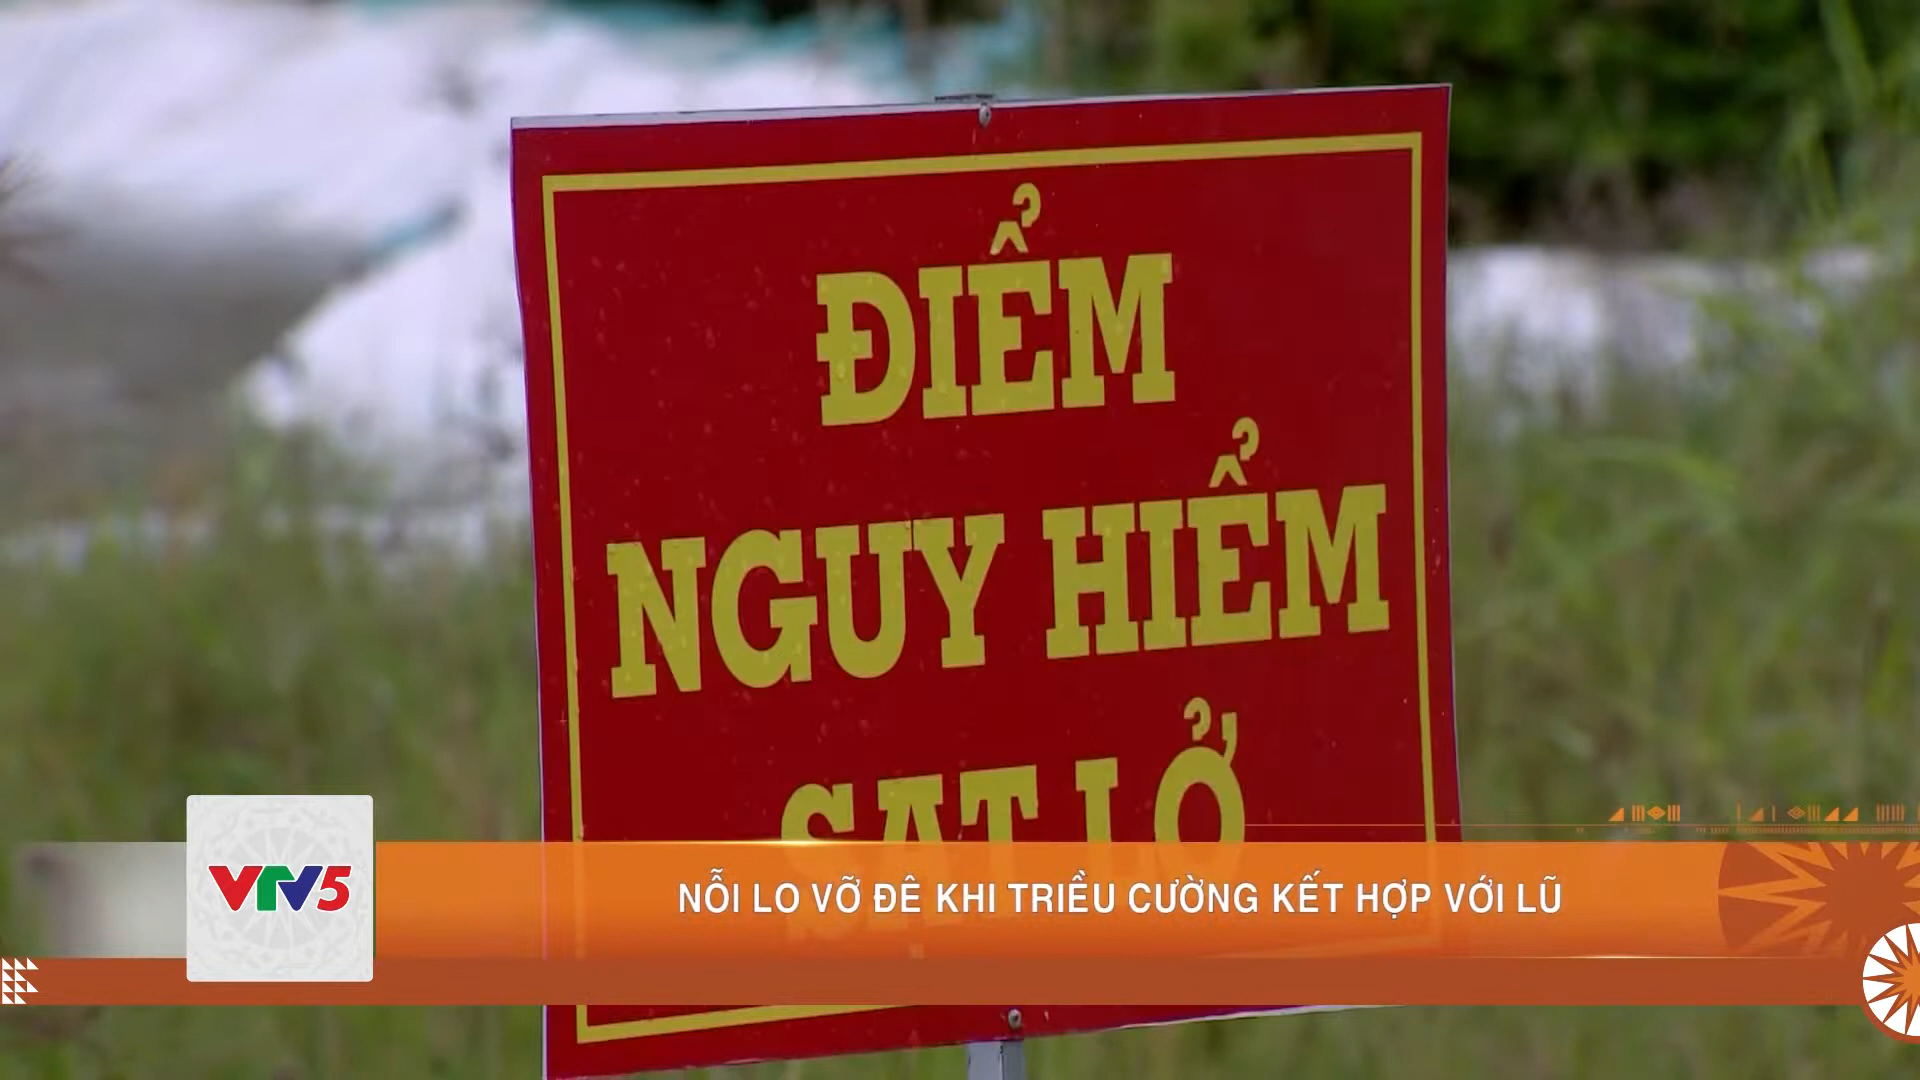 ĐIỂM
NGUY HIỂM
SẠT LỞ
VTV5
NỖI LO VỠ ĐÊ KHI TRIỀU CƯỜNG KẾT HỢP VỚI LŨ